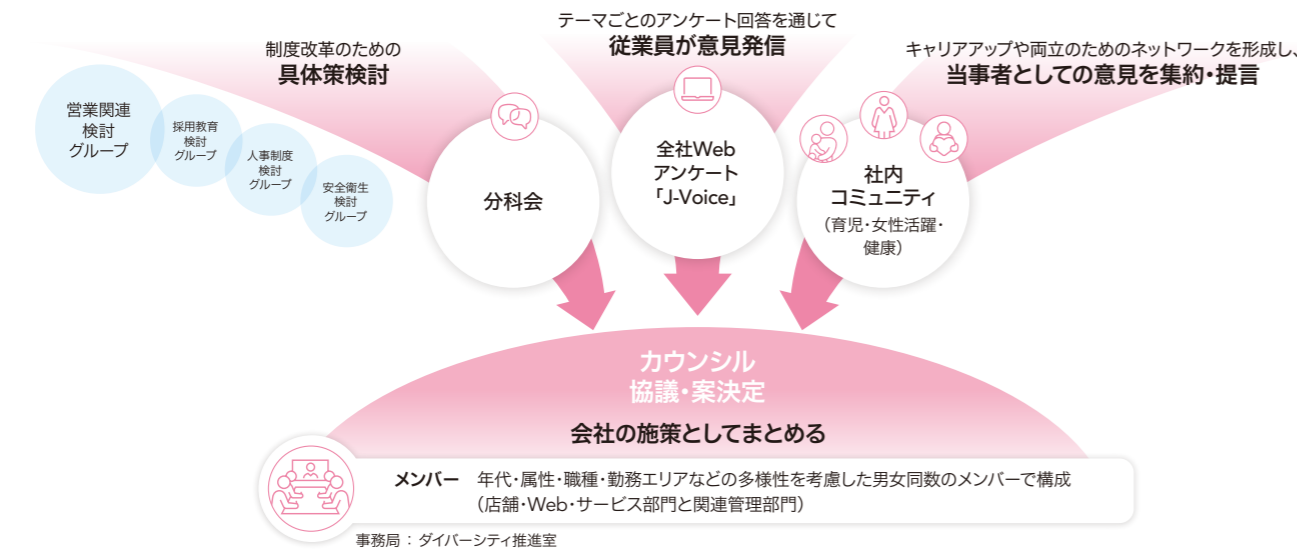 制度改革のための
具体策検討
テーマごとのアンケート回答を通じて
従業員が意見発信
キャリアアップや両立のためのネットワークを形成し、
当事者としての意見を集約・提言
営業関連
検討
グループ
採用教育
検討
グループ
人事制度
検討
グループ
安全衛生
検討
グループ
分科会
全社Web
アンケート
「J-Voice」
社内
コミュニティ
（育児・女性活躍・
健康）
カウンシル
協議・案決定
会社の施策としてまとめる
メンバー 年代・属性・職種・勤務エリアなどの多様性を考慮した男女同数のメンバーで構成
（店舗・Web・サービス部門と関連管理部門）
事務局：ダイバーシティ推進室